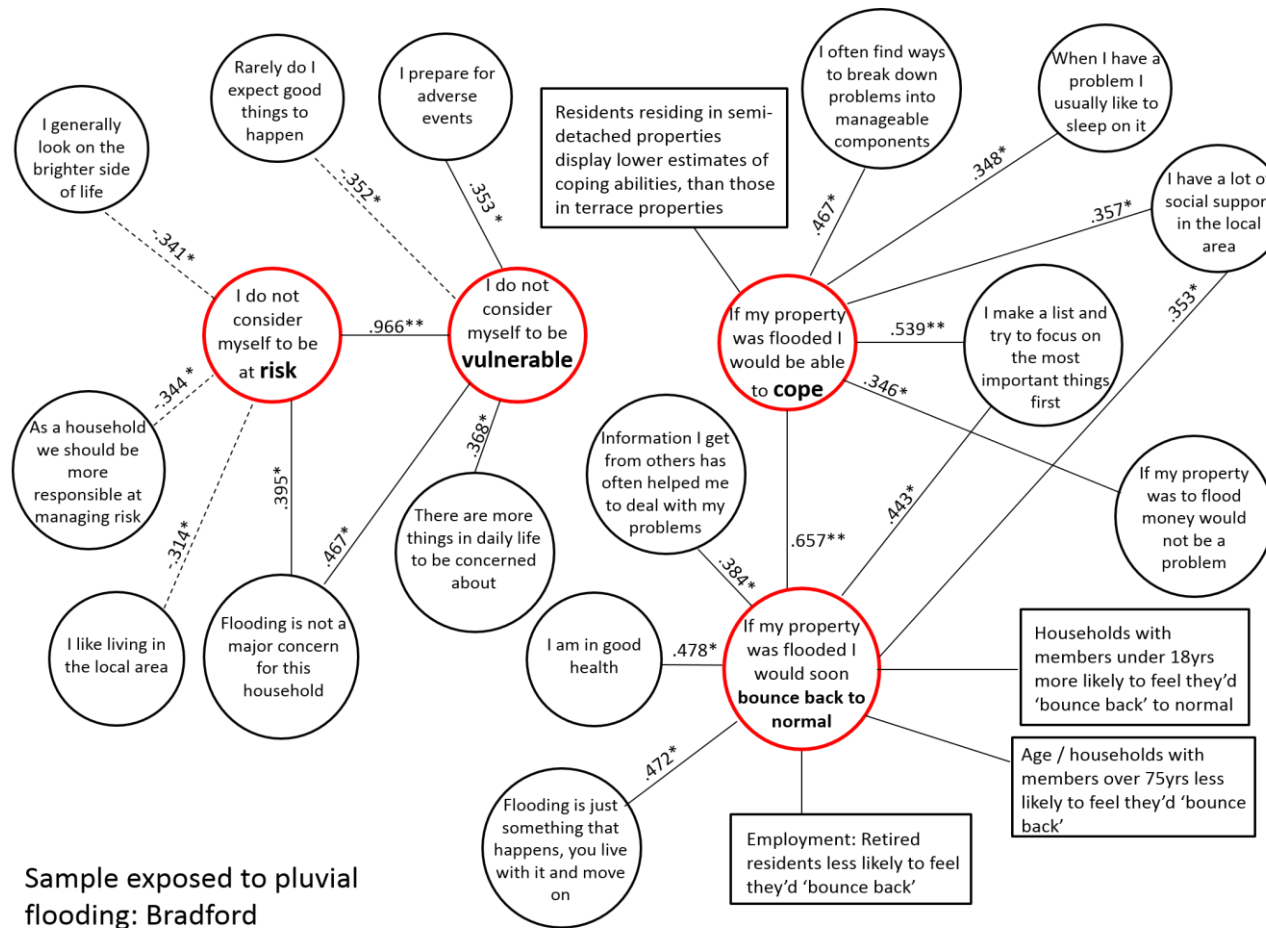 I generally
look on the
brighter side
of life
Rarely do I
expect good
things to
happen
I prepare for
adverse
events
-.341*
-.352*
.353 *
I do not
consider
myself to be
at risk
.966**
I do not
consider
myself to be
vulnerable
-.344 *
As a household
we should be
more
responsible at
managing risk
-.314*
I like living in
the local area
.395*
Flooding is not a
major concern
for this
household
.467*
.368*
There are more
things in daily life
to be concerned
about
Residents residing in semi-
detached properties
display lower estimates of
coping abilities, than those
in terrace properties
I often find ways
to break down
problems into
manageable
components
.467*
When I have a
problem I
usually like to
sleep on it
.348*
I have a lot of
social support
in the local
area
.357*
.353*
If my property
was flooded I
would be able
to cope
.539**
I make a list and
try to focus on
the most
important things
first
.346*
If my property
was to flood
money would
not be a
problem
.443*
.657**
Information I get
from others has
often helped me
to deal with my
problems
.384*
I am in good
health
.478*
If my property
was flooded I
would soon
bounce back to
normal
.472*
Flooding is just
something that
happens, you live
with it and move
on
Households with
members under 18yrs
more likely to feel they'd
‘bounce back’ to normal
Age / households with
members over 75yrs less
likely to feel they'd ‘bounce
back’
Employment: Retired
residents less likely to feel
they'd ‘bounce back’
Sample exposed to pluvial
flooding: Bradford